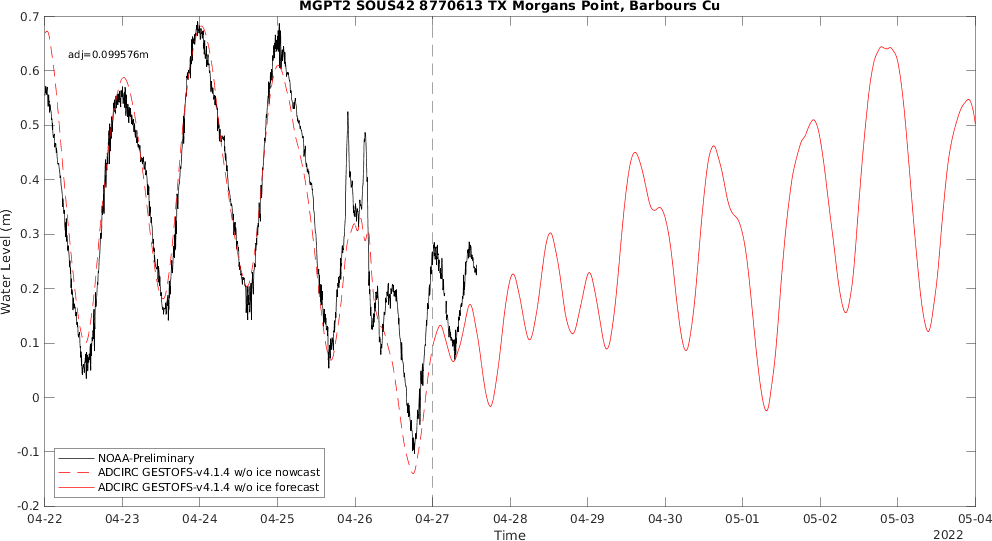 MGPT2 SOUS42 8770613 TX Morgans Point, Barbours Cu
adj=0.099576m
Water Level (m)
0.7
0.6
0.5
0.4
0.3
0.2
0.1
0
-0.1
-0.2
NOAA-Preliminary
ADCIRC GESTOFS-v4.1.4 w/o ice nowcast
ADCIRC GESTOFS-v4.1.4 w/o ice forecast
04-22 04-23 04-24 04-25 04-26 04-27 04-28 04-29 04-30 05-01 05-02 05-03 05-04
Time
2022